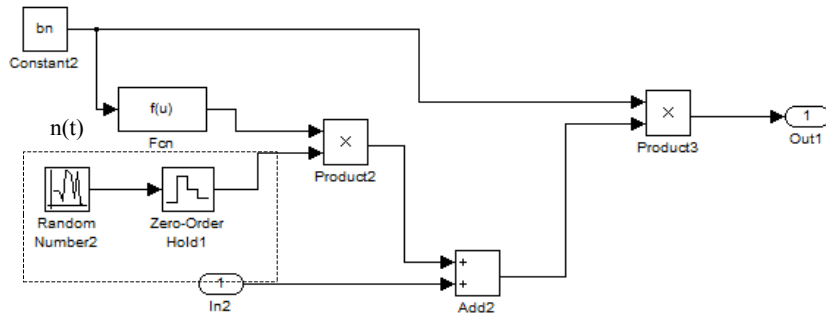 bn
Constant2
f(u)
Fcn
n(t)
×
Product2
×
Product3
1
Out1
Random
Number2
Zero-Order
Hold1
1
In2
+
+
Add2